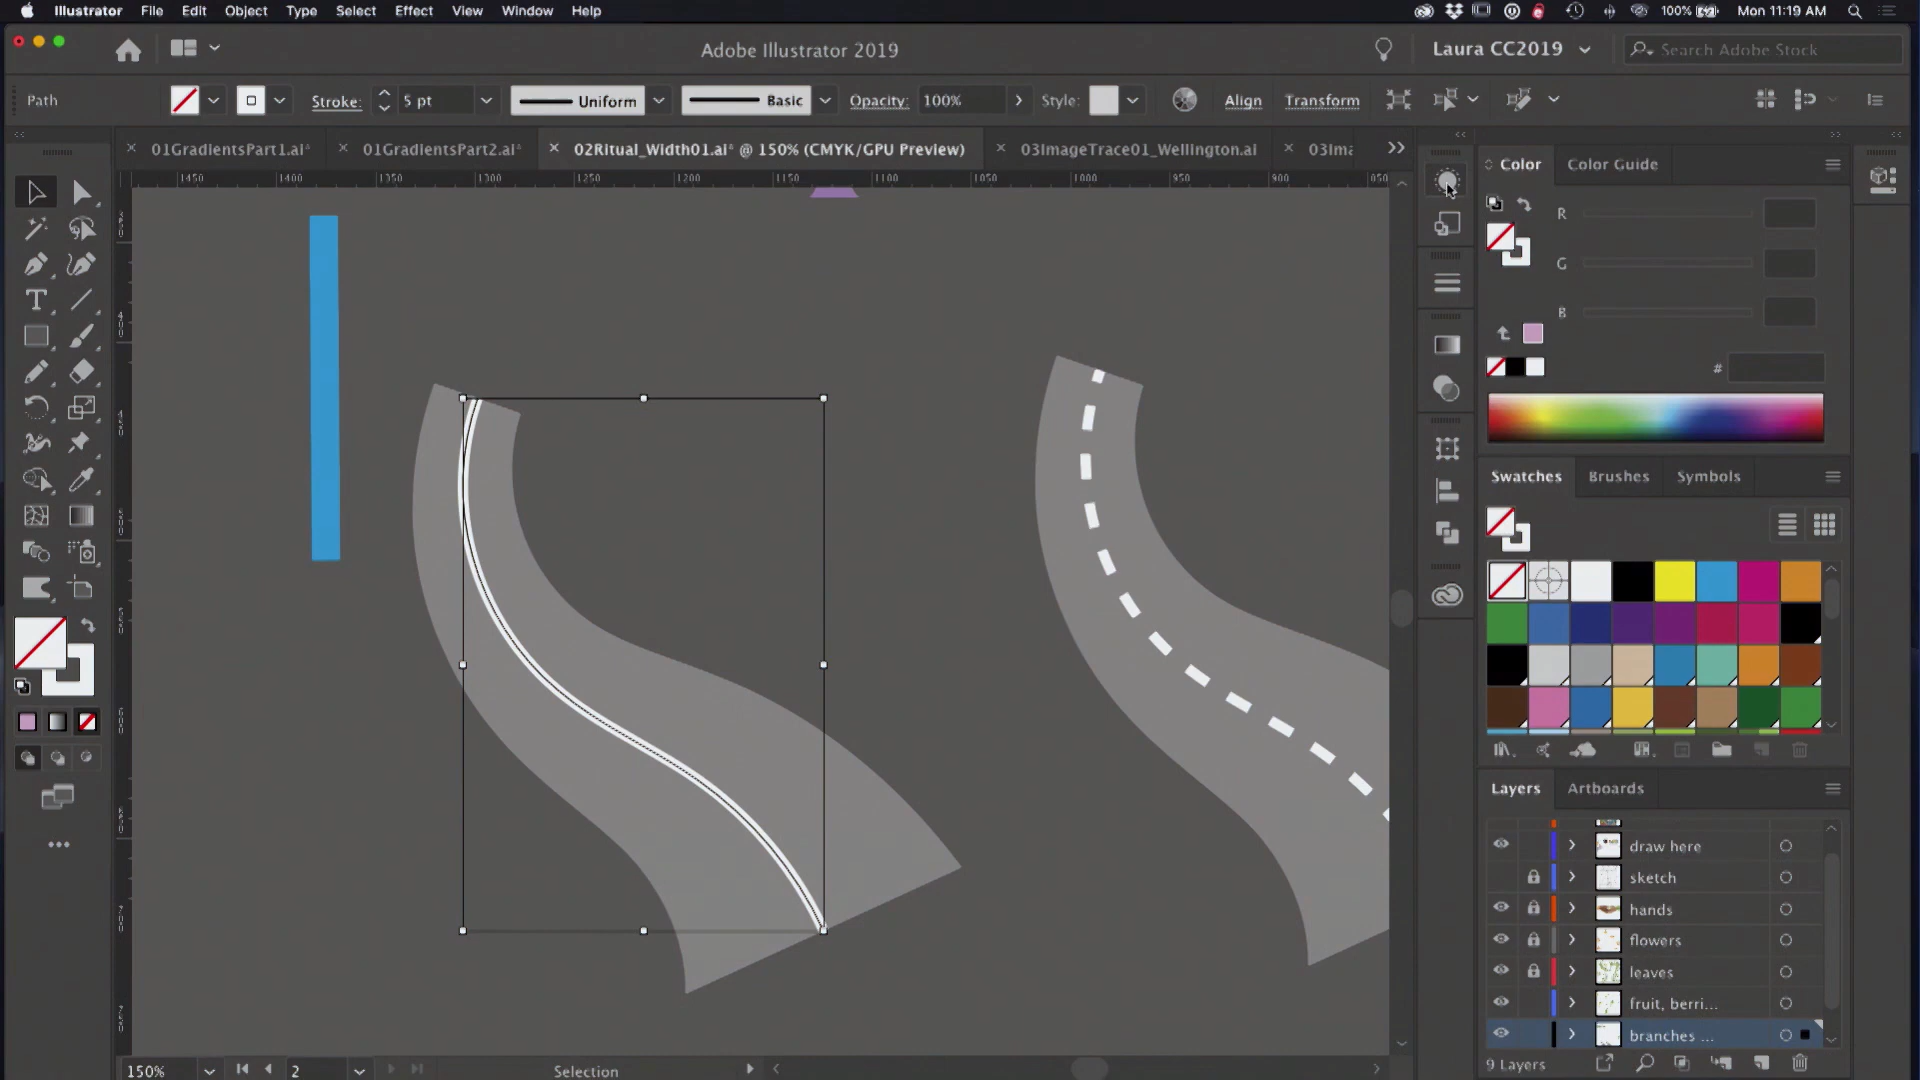 Illustrator File Edit Object Type Select Effect View Window Help 100% Mon 11:19 AM
Adobe Illustrator 2019 Laura CC2019 Search Adobe Stock
Path Stroke: 5 pt Uniform Basic Opacity: 100% Style: Align Transform
01GradientsPart1.ai* 01GradientsPart2.ai* 02Ritual_Width01.ai* @ 150% (CMYK/GPU Preview) 03ImageTrace01_Wellington.ai 03Ima
Color Color Guide
1450 1400 1350 1300 1250 1200 1150 1100 1050 1000 950 900 850
R
G
B
#
Swatches Brushes Symbols
Layers Artboards
draw here
sketch
hands
flowers
leaves
fruit, berri...
branches ...
9 Layers
150% 2 Selection